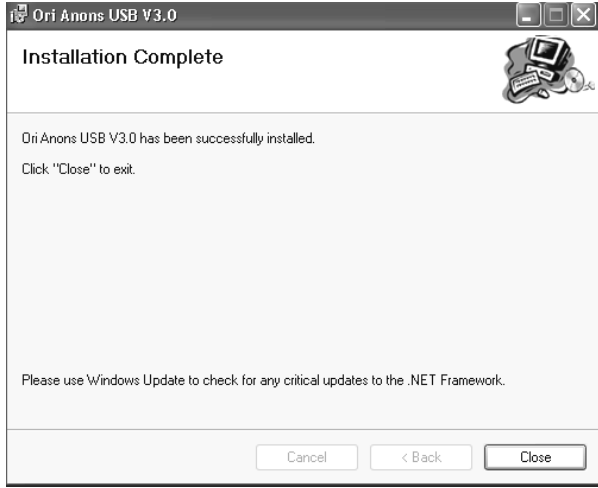 Ori Anons USB V3.0
Installation Complete
Ori Anons USB V3.0 has been successfully installed.
Click "Close" to exit.
Please use Windows Update to check for any critical updates to the .NET Framework.
Cancel
< Back
Close